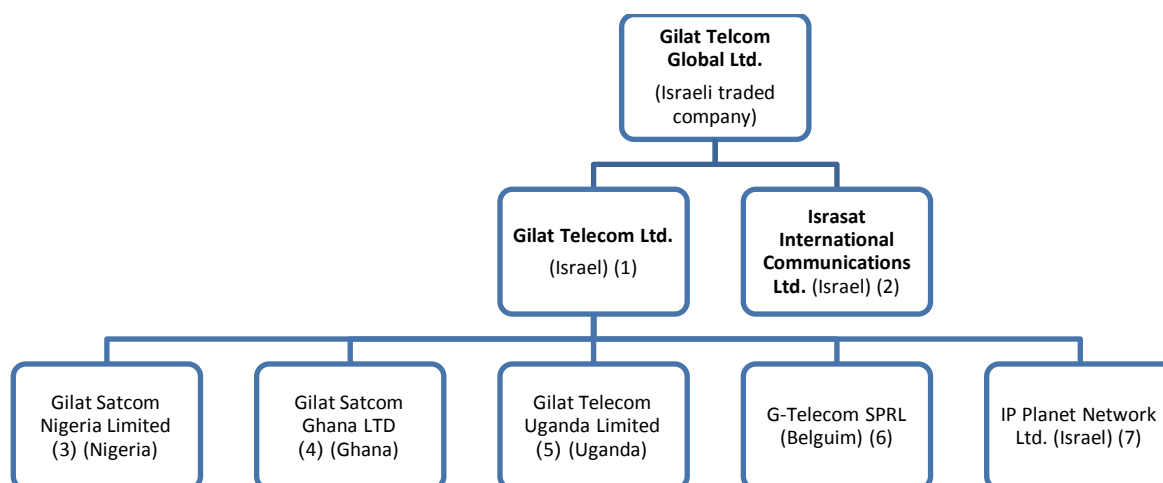 Gilat Telcom
Global Ltd.
(Israeli traded
company)
Gilat Telecom Ltd.
(Israel) (1)
Israsat
International
Communications
Ltd. (Israel) (2)
Gilat Satcom
Nigeria Limited
(3) (Nigeria)
Gilat Satcom
Ghana LTD
(4) (Ghana)
Gilat Telecom
Uganda Limited
(5) (Uganda)
G-Telecom SPRL
(Belguim) (6)
IP Planet Network
Ltd. (Israel) (7)